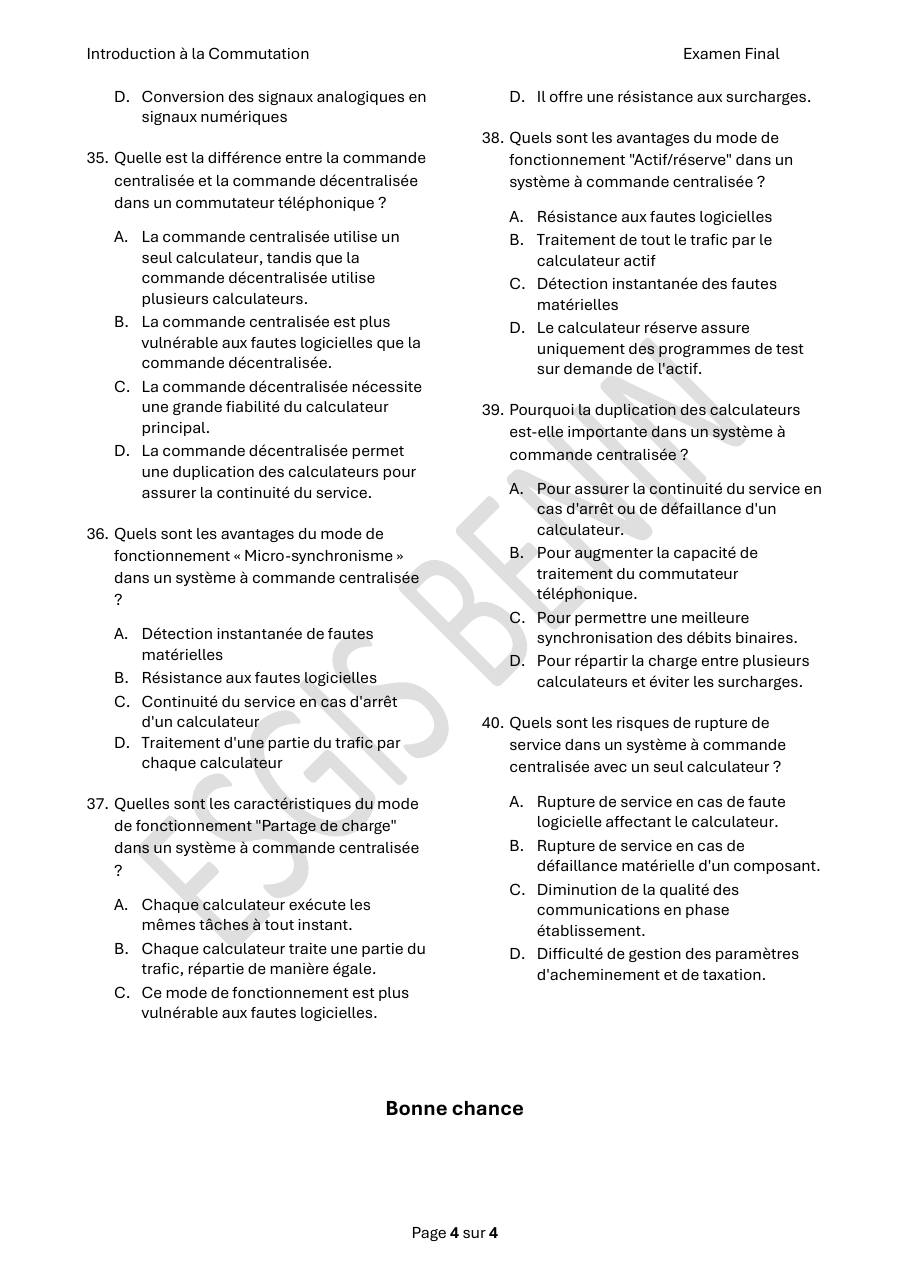 Introduction à la Commutation
Examen Final
D. Conversion des signaux analogiques en
signaux numériques
35. Quelle est la différence entre la commande
centralisée et la commande décentralisée
dans un commutateur téléphonique ?
A. La commande centralisée utilise un
seul calculateur, tandis que la
commande décentralisée utilise
plusieurs calculateurs.
B. La commande centralisée est plus
vulnérable aux fautes logicielles que la
commande décentralisée.
C. La commande décentralisée nécessite
une grande fiabilité du calculateur
principal.
D. La commande décentralisée permet
une duplication des calculateurs pour
assurer la continuité du service.
36. Quels sont les avantages du mode de
fonctionnement « Micro-synchronisme »
dans un système à commande centralisée
?
A. Détection instantanée de fautes
matérielles
B. Résistance aux fautes logicielles
C. Continuité du service en cas d'arrêt
d'un calculateur
D. Traitement d'une partie du trafic par
chaque calculateur
37. Quelles sont les caractéristiques du mode
de fonctionnement "Partage de charge"
dans un système à commande centralisée
?
A. Chaque calculateur exécute les
mêmes tâches à tout instant.
B. Chaque calculateur traite une partie du
trafic, répartie de manière égale.
C. Ce mode de fonctionnement est plus
vulnérable aux fautes logicielles.
D. Il offre une résistance aux surcharges.
38. Quels sont les avantages du mode de
fonctionnement "Actif/réserve" dans un
système à commande centralisée ?
A. Résistance aux fautes logicielles
B. Traitement de tout le trafic par le
calculateur actif
C. Détection instantanée des fautes
matérielles
D. Le calculateur réserve assure
uniquement des programmes de test
sur demande de l'actif.
39. Pourquoi la duplication des calculateurs
est-elle importante dans un système à
commande centralisée ?
A. Pour assurer la continuité du service en
cas d'arrêt ou de défaillance d'un
calculateur.
B. Pour augmenter la capacité de
traitement du commutateur
téléphonique.
C. Pour permettre une meilleure
synchronisation des débits binaires.
D. Pour répartir la charge entre plusieurs
calculateurs et éviter les surcharges.
40. Quels sont les risques de rupture de
service dans un système à commande
centralisée avec un seul calculateur ?
A. Rupture de service en cas de faute
logicielle affectant le calculateur.
B. Rupture de service en cas de
défaillance matérielle d'un composant.
C. Diminution de la qualité des
communications en phase
établissement.
D. Difficulté de gestion des paramètres
d'acheminement et de taxation.
ESGIS BENIN
Bonne chance
Page 4 sur 4